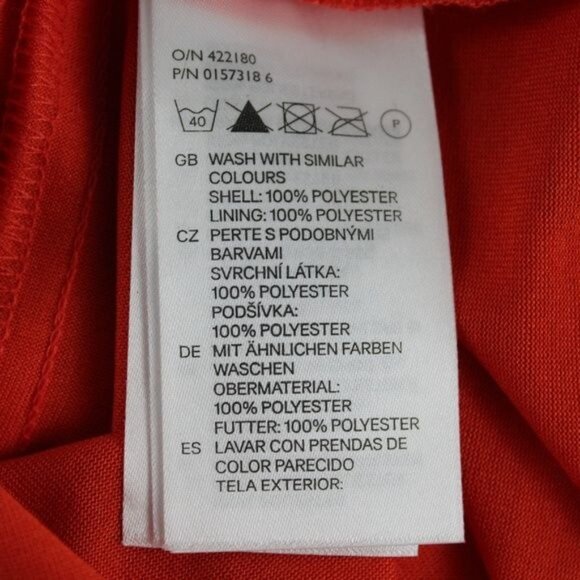 O/N 422180
P/N 0157318 6
40 P
GB WASH WITH SIMILAR
COLOURS
SHELL: 100% POLYESTER
LINING: 100% POLYESTER
CZ PERTE S PODOBNÝMI
BARVAMI
SVRCHNÍ LÁTKA:
100% POLYESTER
PODŠÍVKA:
100% POLYESTER
DE MIT ÄHNLICHEN FARBEN
WASCHEN
OBERMATERIAL:
100% POLYESTER
FUTTER: 100% POLYESTER
ES LAVAR CON PRENDAS DE
COLOR PARECIDO
TELA EXTERIOR: